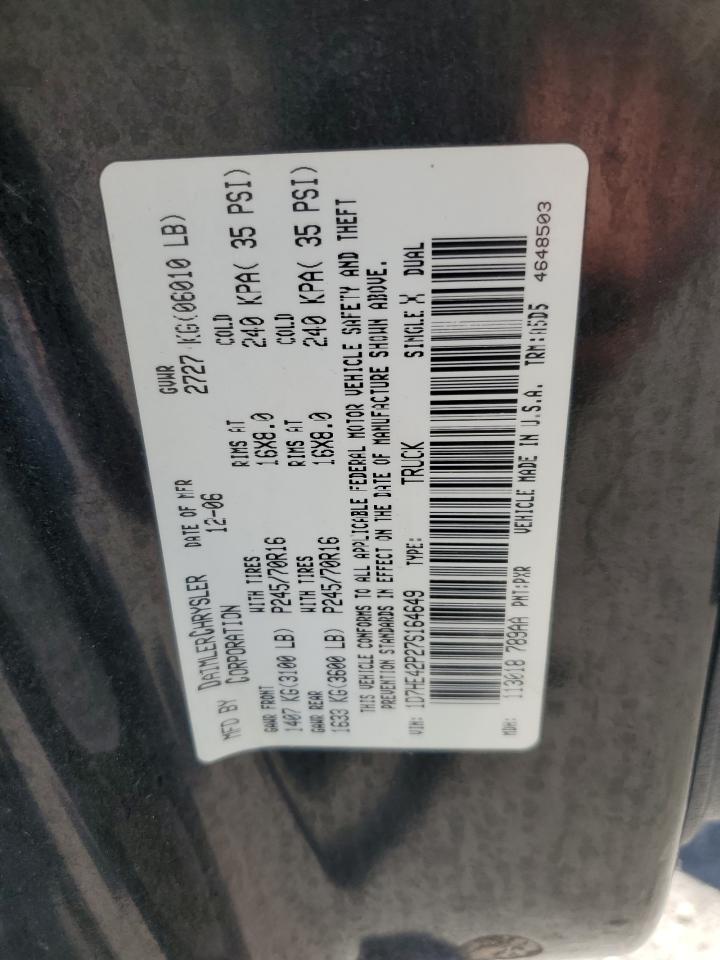 MFD BY DAIMLERCHRYSLER CORPORATION DATE OF MFR 12-06 GVWR 2727 KG(06010 LB)
GAWR FRONT WITH TIRES RIMS AT COLD
1407 KG(3100 LB) P245/70R16 16X8.0 240 KPA( 35 PSI)
GAWR REAR WITH TIRES RIMS AT COLD
1633 KG(3600 LB) P245/70R16 16X8.0 240 KPA( 35 PSI)
THIS VEHICLE CONFORMS TO ALL APPLICABLE FEDERAL MOTOR VEHICLE SAFETY AND THEFT
PREVENTION STANDARDS IN EFFECT ON THE DATE OF MANUFACTURE SHOWN ABOVE.
VIN: 1D7HE42P27S164649 TYPE: TRUCK SINGLE X DUAL
MDH: 113018 789AA PNT:PXR VEHICLE MADE IN U.S.A. TRM:A5D5
4648503